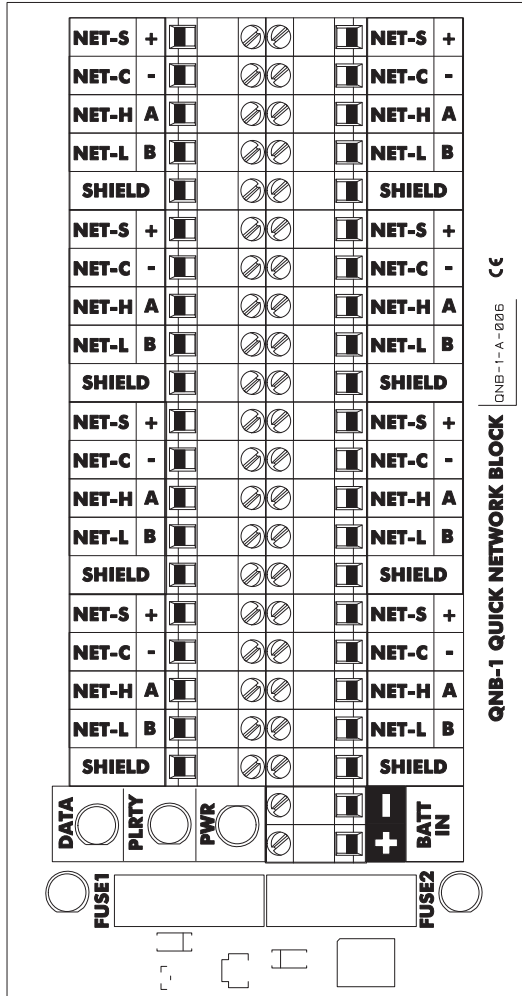 NET-S + NET-S +
NET-C - NET-C -
NET-H A NET-H A
NET-L B NET-L B
SHIELD SHIELD
NET-S + NET-S +
NET-C - NET-C -
NET-H A NET-H A
NET-L B NET-L B
SHIELD SHIELD
NET-S + NET-S +
NET-C - NET-C -
NET-H A NET-H A
NET-L B NET-L B
SHIELD SHIELD
NET-S + NET-S +
NET-C - NET-C -
NET-H A NET-H A
NET-L B NET-L B
SHIELD SHIELD
DATA
PLRTY
PWR
- +
BATT
IN
FUSE1
FUSE2
QNB-1 QUICK NETWORK BLOCK
QNB-1-A-006
CE